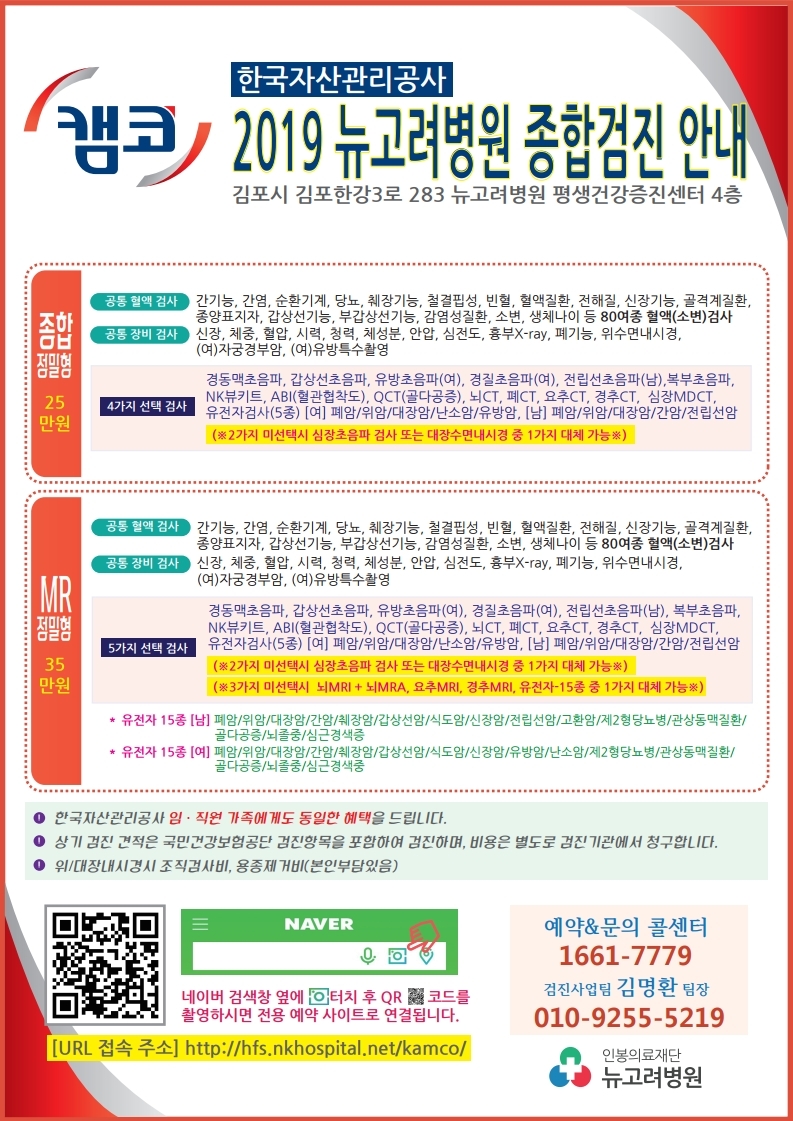 캠코
한국자산관리공사
2019 뉴고려병원 종합검진 안내
김포시 김포한강3로 283 뉴고려병원 평생건강증진센터 4층
종합
정밀형
25
만원
공통 혈액 검사
간기능, 간염, 순환기계, 당뇨, 췌장기능, 철결핍성, 빈혈, 혈액질환, 전해질, 신장기능, 골격계질환,
종양표지자, 갑상선기능, 부갑상선기능, 감염성질환, 소변, 생체나이 등 80여종 혈액(소변)검사
공통 장비 검사
신장, 체중, 혈압, 시력, 청력, 체성분, 안압, 심전도, 흉부X-ray, 폐기능, 위수면내시경,
(여)자궁경부암, (여)유방특수촬영
4가지 선택 검사
경동맥초음파, 갑상선초음파, 유방초음파(여), 경질초음파(여), 전립선초음파(남),복부초음파,
NK뷰키트, ABI(혈관협착도), QCT(골다공증), 뇌CT, 폐CT, 요추CT, 경추CT, 심장MDCT,
유전자검사(5종) [여] 폐암/위암/대장암/난소암/유방암, [남] 폐암/위암/대장암/간암/전립선암
(※2가지 미선택시 심장초음파 검사 또는 대장수면내시경 중 1가지 대체 가능※)
MR
정밀형
35
만원
공통 혈액 검사
간기능, 간염, 순환기계, 당뇨, 췌장기능, 철결핍성, 빈혈, 혈액질환, 전해질, 신장기능, 골격계질환,
종양표지자, 갑상선기능, 부갑상선기능, 감염성질환, 소변, 생체나이 등 80여종 혈액(소변)검사
공통 장비 검사
신장, 체중, 혈압, 시력, 청력, 체성분, 안압, 심전도, 흉부X-ray, 폐기능, 위수면내시경,
(여)자궁경부암, (여)유방특수촬영
5가지 선택 검사
경동맥초음파, 갑상선초음파, 유방초음파(여), 경질초음파(여), 전립선초음파(남), 복부초음파,
NK뷰키트, ABI(혈관협착도), QCT(골다공증), 뇌CT, 폐CT, 요추CT, 경추CT, 심장MDCT,
유전자검사(5종) [여] 폐암/위암/대장암/난소암/유방암, [남] 폐암/위암/대장암/간암/전립선암
(※2가지 미선택시 심장초음파 검사 또는 대장수면내시경 중 1가지 대체 가능※)
(※3가지 미선택시 뇌MRI + 뇌MRA, 요추MRI, 경추MRI, 유전자-15종 중 1가지 대체 가능※)
* 유전자 15종 [남] 폐암/위암/대장암/간암/췌장암/갑상선암/식도암/신장암/전립선암/고환암/제2형당뇨병/관상동맥질환/
골다공증/뇌졸중/심근경색증
* 유전자 15종 [여] 폐암/위암/대장암/간암/췌장암/갑상선암/식도암/신장암/유방암/난소암/제2형당뇨병/관상동맥질환/
골다공증/뇌졸중/심근경색중
! 한국자산관리공사 임 · 직원 가족에게도 동일한 혜택을 드립니다.
! 상기 검진 견적은 국민건강보험공단 검진항목을 포함하여 검진하며, 비용은 별도로 검진기관에서 청구합니다.
! 위/대장내시경시 조직검사비, 용종제거비(본인부담있음)
NAVER
네이버 검색창 옆에 터치 후 QR 코드를
촬영하시면 전용 예약 사이트로 연결됩니다.
[URL 접속 주소] http://hfs.nkhospital.net/kamco/
예약&문의 콜센터
1661-7779
검진사업팀 김명환 팀장
010-9255-5219
인봉의료재단
뉴고려병원